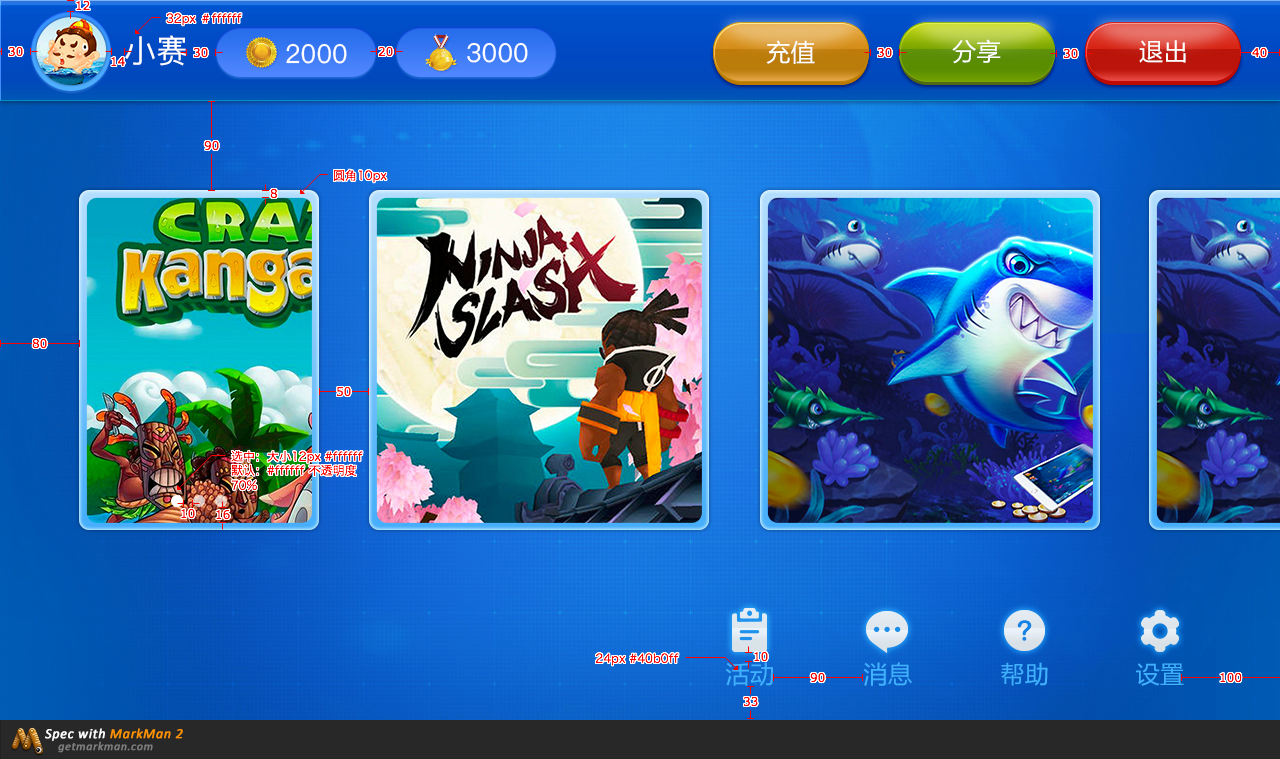 12
32px #ffffff
30
14
小赛
30
2000
20
3000
充值
30
分享
30
退出
40
90
8
圆角10px
CRAZ
Kanga
NINJA
SLASH
80
50
选中：大小12px #ffffff
默认：#ffffff 不透明度
70%
10
16
24px #40b0ff
10
活动
90
消息
帮助
设置
100
33
Spec with MarkMan 2
getmarkman.com